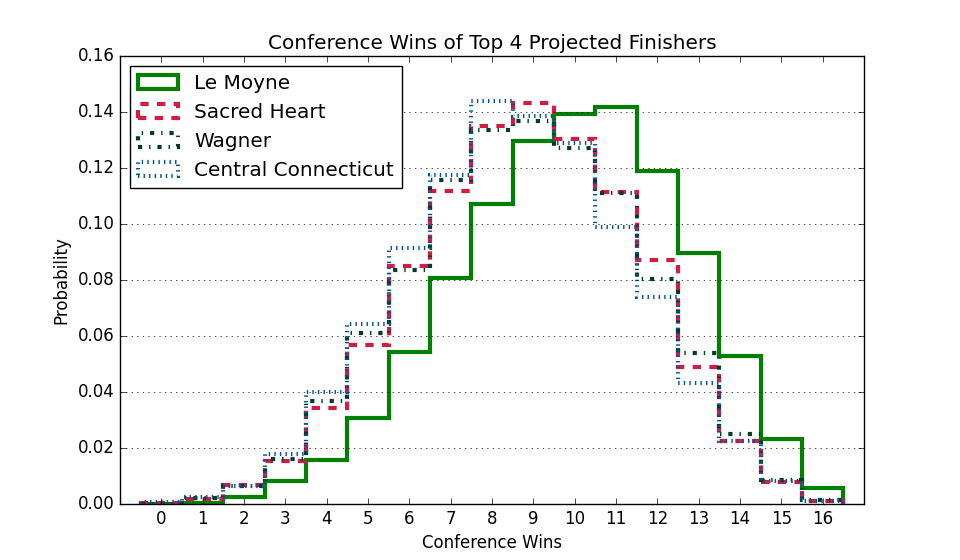 Conference Wins of Top 4 Projected Finishers
0.16
0.14
0.12
0.10
0.08
0.06
0.04
0.02
0.00
Probability
Le Moyne
Sacred Heart
Wagner
Central Connecticut
0 1 2 3 4 5 6 7 8 9 10 11 12 13 14 15 16
Conference Wins